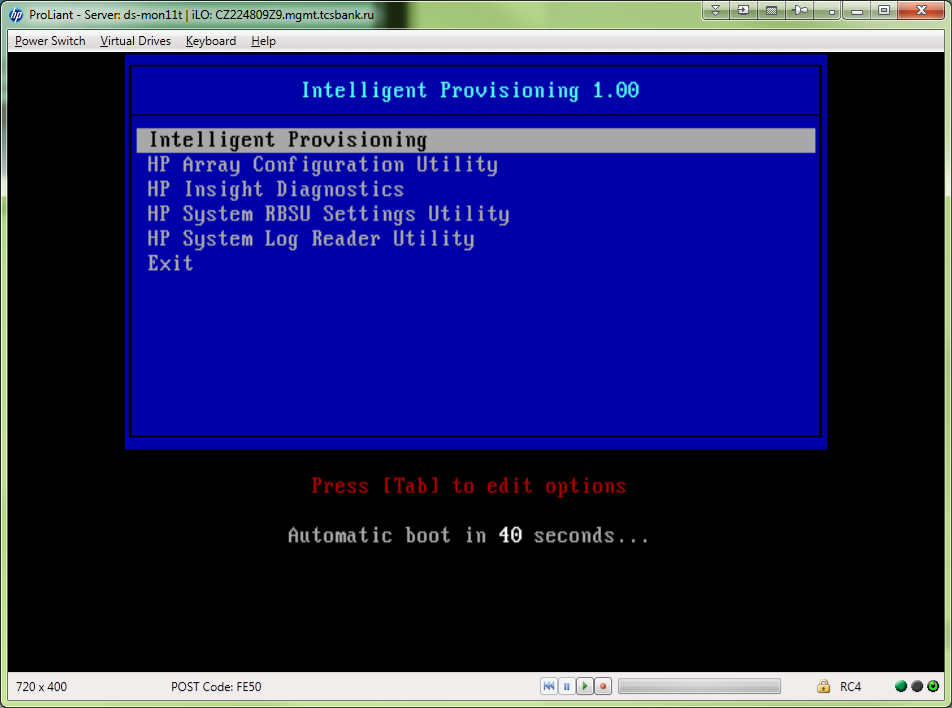 ProLiant - Server: ds-mon11t | iLO: CZ224809Z9.mgmt.tcsbank.ru
Power Switch Virtual Drives Keyboard Help
Intelligent Provisioning 1.00
Intelligent Provisioning
HP Array Configuration Utility
HP Insight Diagnostics
HP System RBSU Settings Utility
HP System Log Reader Utility
Exit
Press [Tab] to edit options
Automatic boot in 40 seconds...
720 x 400 POST Code: FE50 RC4